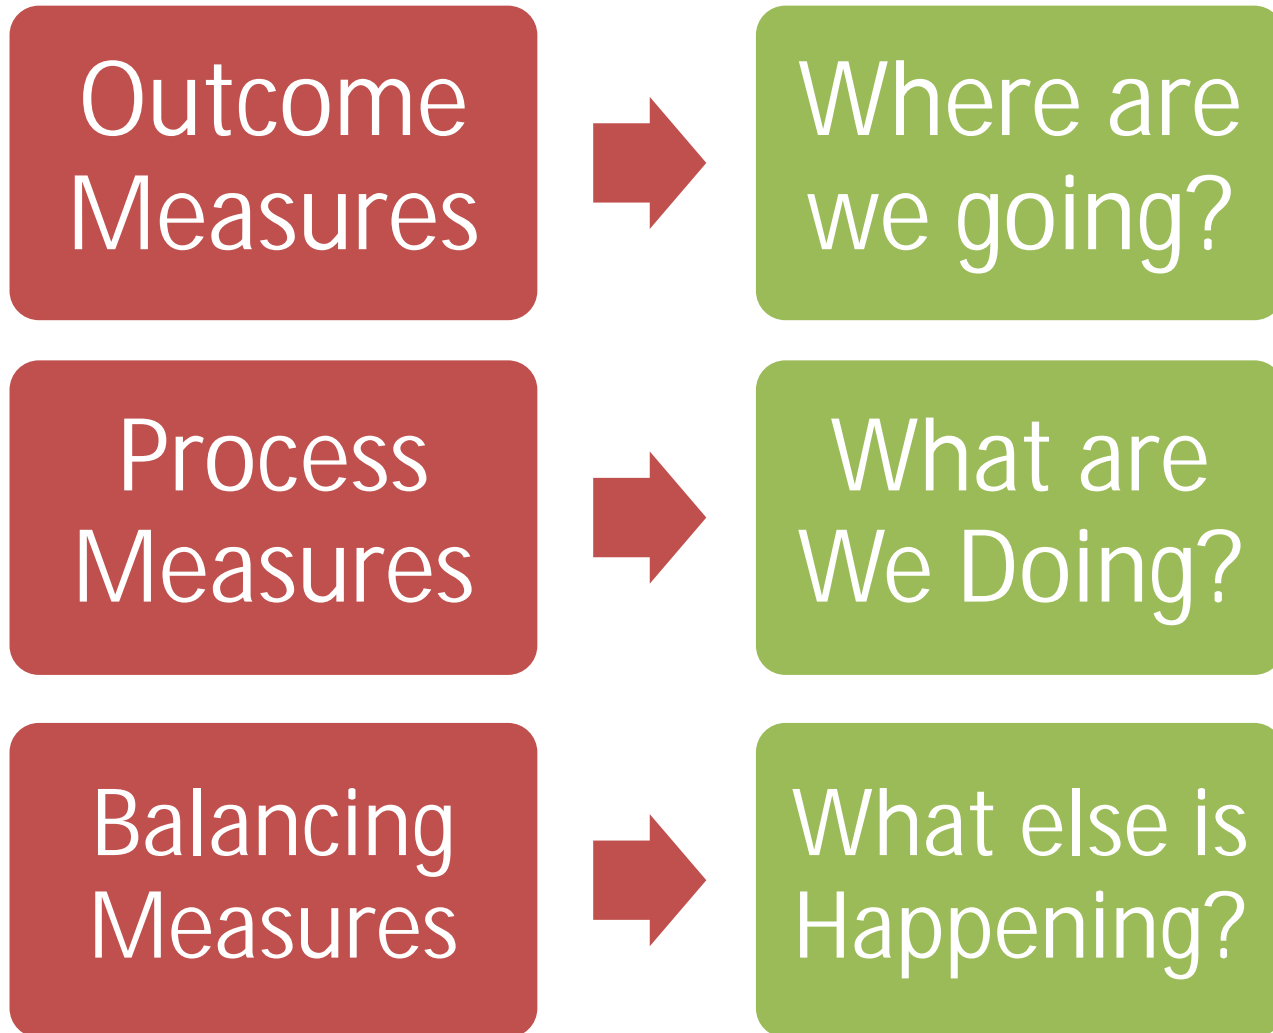 Outcome
Measures
Where are
we going?
Process
Measures
What are
We Doing?
Balancing
Measures
What else is
Happening?